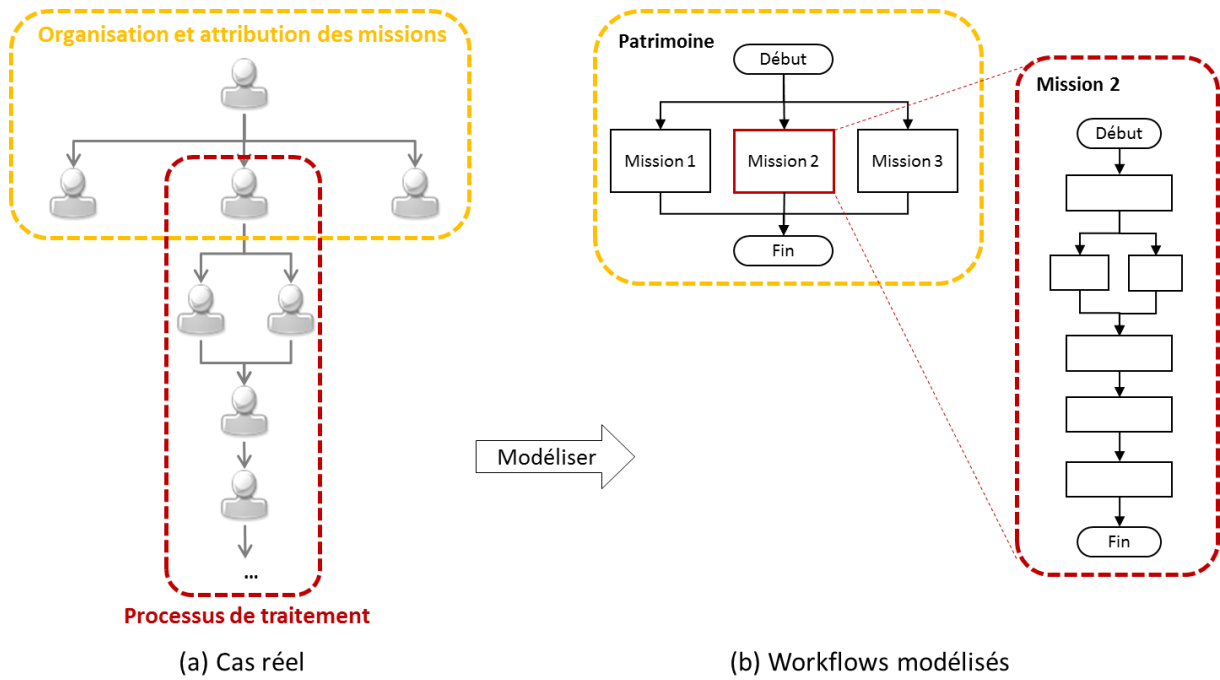 Organisation et attribution des missions
...
Processus de traitement
(a) Cas réel
Modéliser
Patrimoine
Début
Mission 1
Mission 2
Mission 3
Fin
Mission 2
Début
Fin
(b) Workflows modélisés